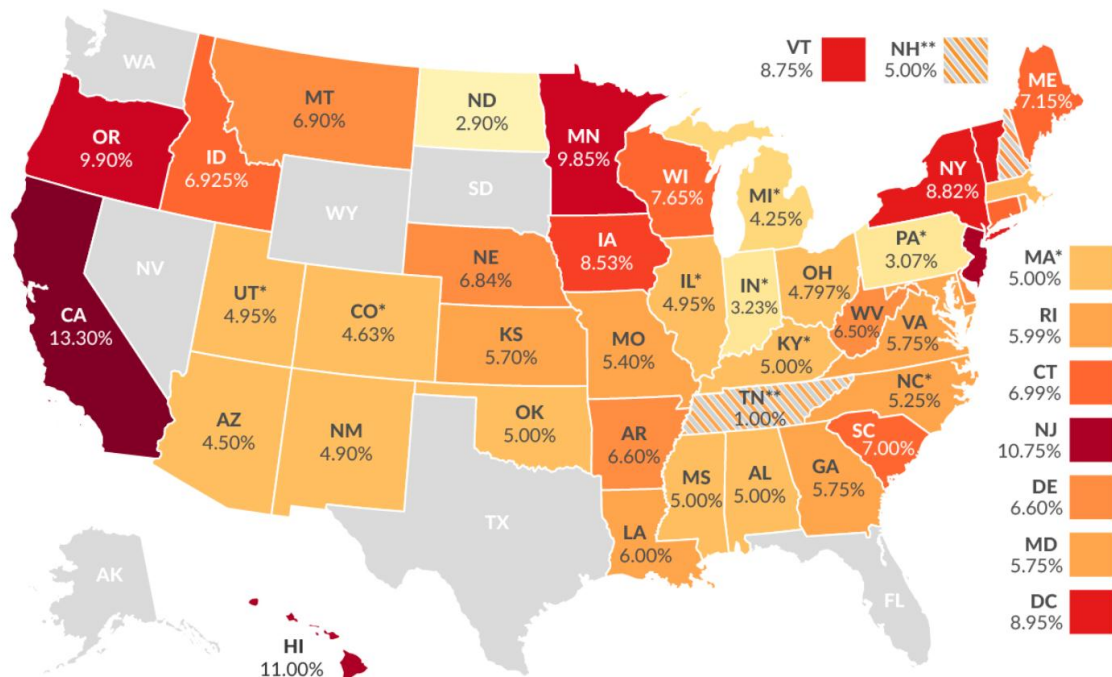 WA
OR
9.90%
CA
13.30%
NV
ID
6.925%
MT
6.90%
WY
UT*
4.95%
AZ
4.50%
CO*
4.63%
NM
4.90%
ND
2.90%
SD
NE
6.84%
KS
5.70%
OK
5.00%
TX
MN
9.85%
IA
8.53%
MO
5.40%
AR
6.60%
LA
6.00%
WI
7.65%
IL*
4.95%
MI*
4.25%
IN*
3.23%
OH
4.797%
KY*
5.00%
TN**
1.00%
MS
5.00%
AL
5.00%
GA
5.75%
FL
SC
7.00%
NC*
5.25%
VA
5.75%
WV
6.50%
PA*
3.07%
NY
8.82%
ME
7.15%
VT
8.75%
NH**
5.00%
MA*
5.00%
RI
5.99%
CT
6.99%
NJ
10.75%
DE
6.60%
MD
5.75%
DC
8.95%
AK
HI
11.00%